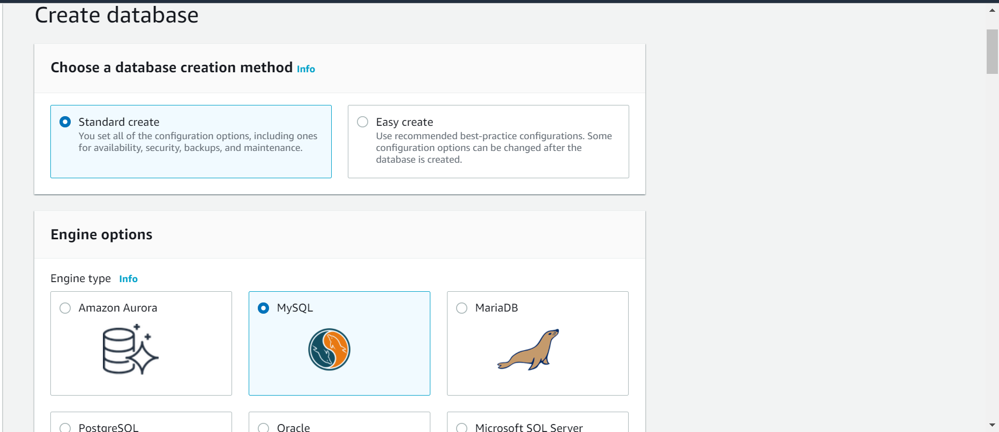 Create database
Choose a database creation method Info
Standard create
You set all of the configuration options, including ones
for availability, security, backups, and maintenance.
Easy create
Use recommended best-practice configurations. Some
configuration options can be changed after the
database is created.
Engine options
Engine type Info
Amazon Aurora
MySQL
MariaDB
PostgreSQL
Oracle
Microsoft SQL Server